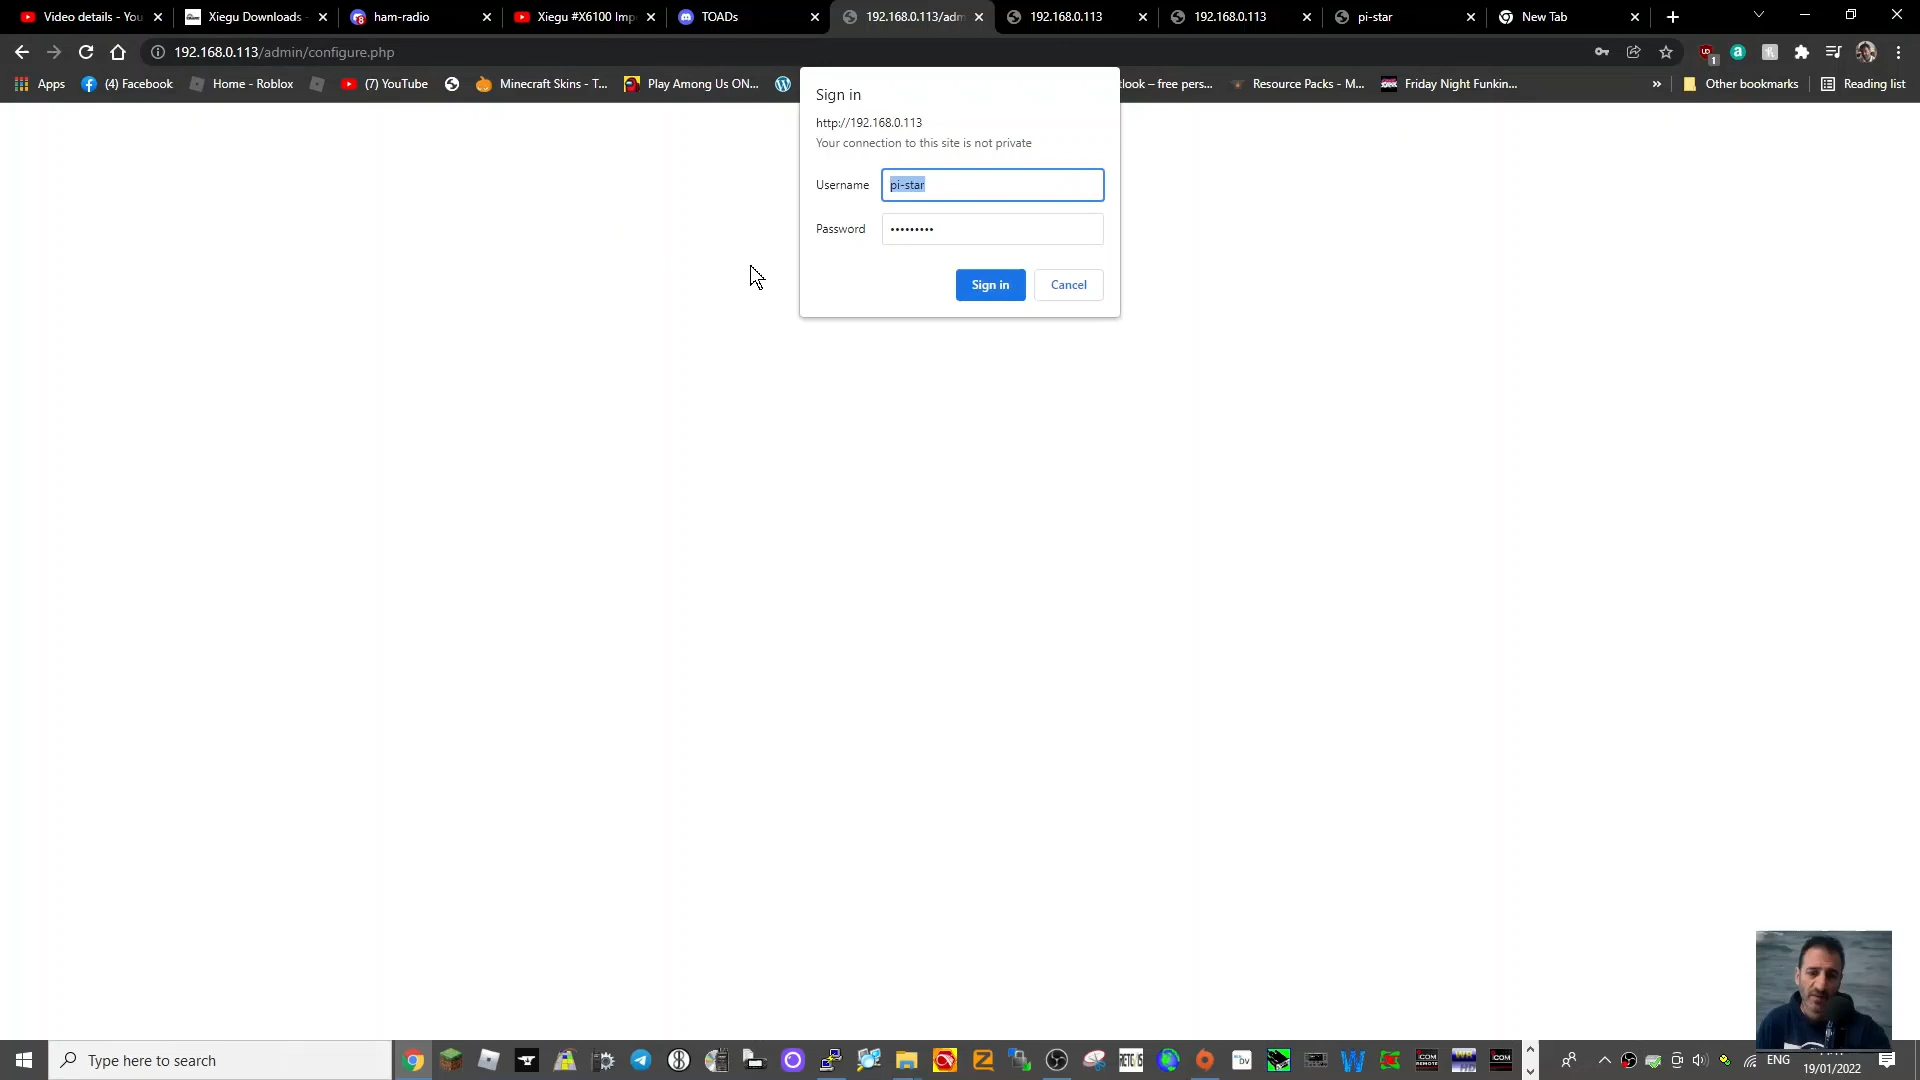 Video details - You
Xiegu Downloads
ham-radio
Xiegu #X6100 Imp
TOADs
192.168.0.113/adm
192.168.0.113
192.168.0.113
pi-star
New Tab
192.168.0.113/admin/configure.php
Apps
(4) Facebook
Home - Roblox
(7) YouTube
Minecraft Skins - T...
Play Among Us ON...
tlook – free pers...
Resource Packs - M...
Friday Night Funkin...
»
Other bookmarks
Reading list
Sign in
http://192.168.0.113
Your connection to this site is not private
Username
pi-star
Password
Sign in
Cancel
Type here to search
ENG
19/01/2022